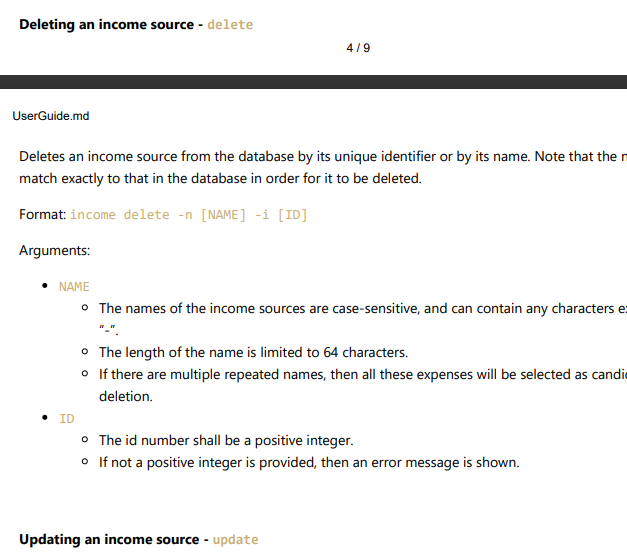 Deleting an income source - delete
4 / 9
UserGuide.md
Deletes an income source from the database by its unique identifier or by its name. Note that the
match exactly to that in the database in order for it to be deleted.
Format: income delete -n [NAME] -i [ID]
Arguments:
• NAME
◦ The names of the income sources are case-sensitive, and can contain any characters
"-".
◦ The length of the name is limited to 64 characters.
◦ If there are multiple repeated names, then all these expenses will be selected as
deletion.
• ID
◦ The id number shall be a positive integer.
◦ If not a positive integer is provided, then an error message is shown.
Updating an income source - update